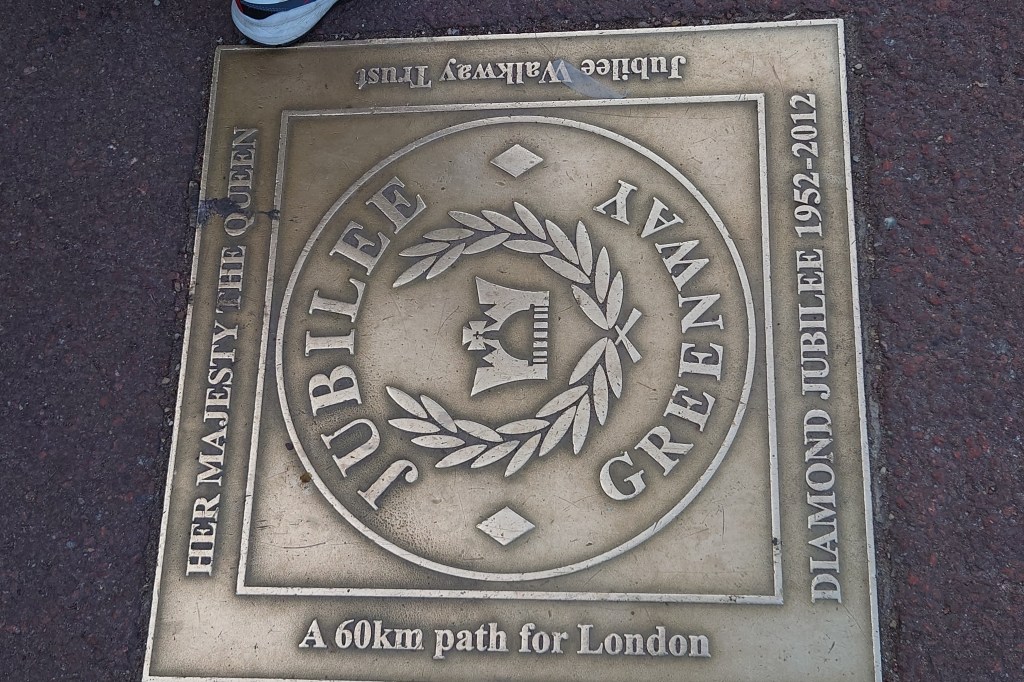 HER MAJESTY THE QUEEN
JUBILEE
GREENWAY
DIAMOND JUBILEE 1952-2012
Jubilee Walkway Trust
A 60km path for London